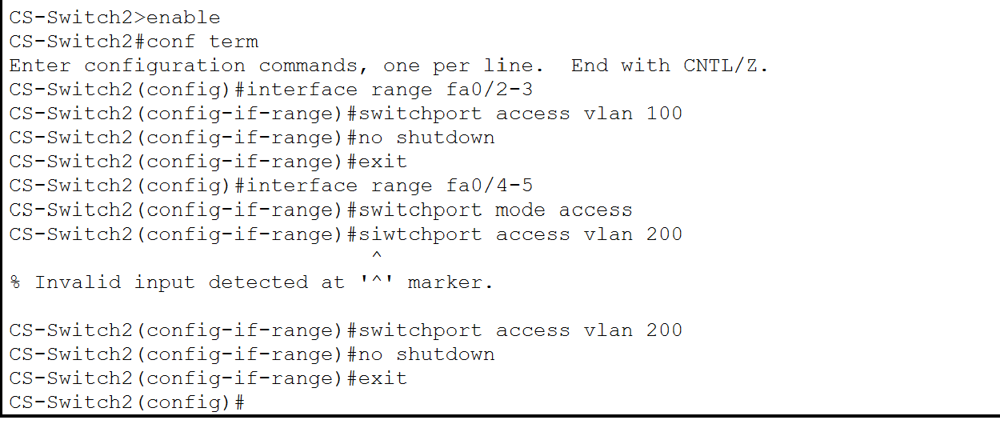 CS-Switch2>enable
CS-Switch2#conf term
Enter configuration commands, one per line.  End with CNTL/Z.
CS-Switch2(config)#interface range fa0/2-3
CS-Switch2(config-if-range)#switchport access vlan 100
CS-Switch2(config-if-range)#no shutdown
CS-Switch2(config-if-range)#exit
CS-Switch2(config)#interface range fa0/4-5
CS-Switch2(config-if-range)#switchport mode access
CS-Switch2(config-if-range)#siwtchport access vlan 200
                             ^
% Invalid input detected at '^' marker.

CS-Switch2(config-if-range)#switchport access vlan 200
CS-Switch2(config-if-range)#no shutdown
CS-Switch2(config-if-range)#exit
CS-Switch2(config)#